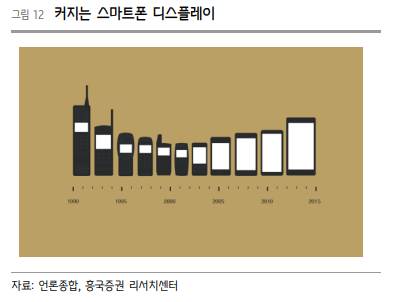 그림 12 커지는 스마트폰 디스플레이
1990 1995 2000 2005 2010 2015
자료: 언론종합, 흥국증권 리서치센터